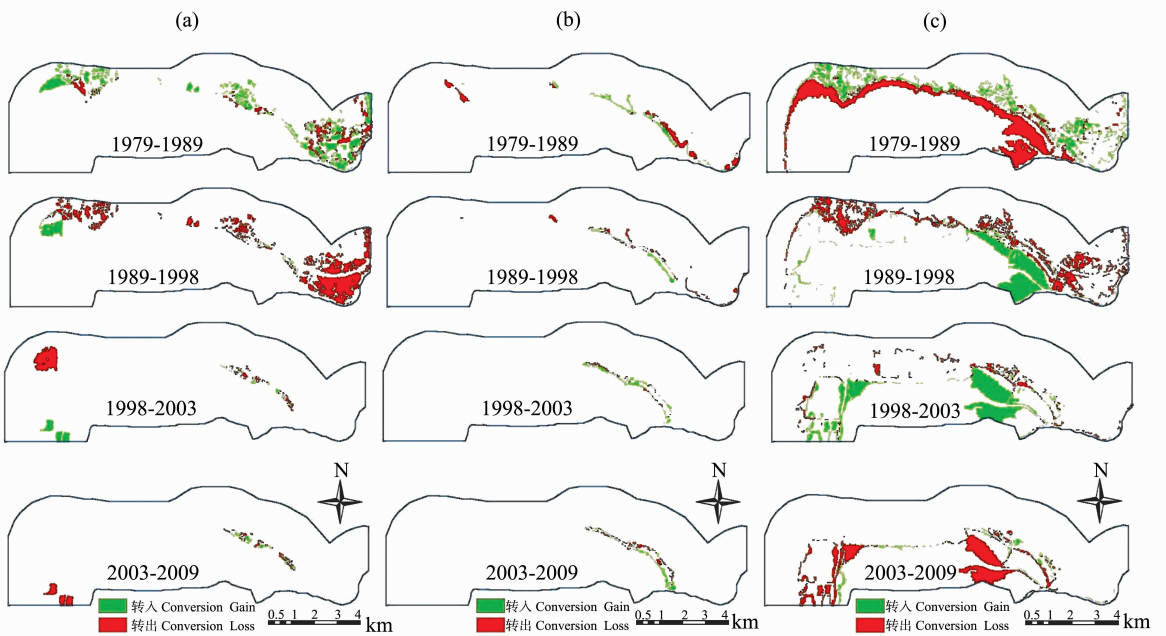 (a) (b) (c)
1979-1989 1979-1989 1979-1989
1989-1998 1989-1998 1989-1998
1998-2003 1998-2003 1998-2003
N N N
2003-2009 2003-2009 2003-2009
转入 Conversion Gain 0.5 1 2 3 4 转入 Conversion Gain 0.5 1 2 3 4 转入 Conversion Gain 0.5 1 2 3 4
转出 Conversion Loss km 转出 Conversion Loss km 转出 Conversion Loss km